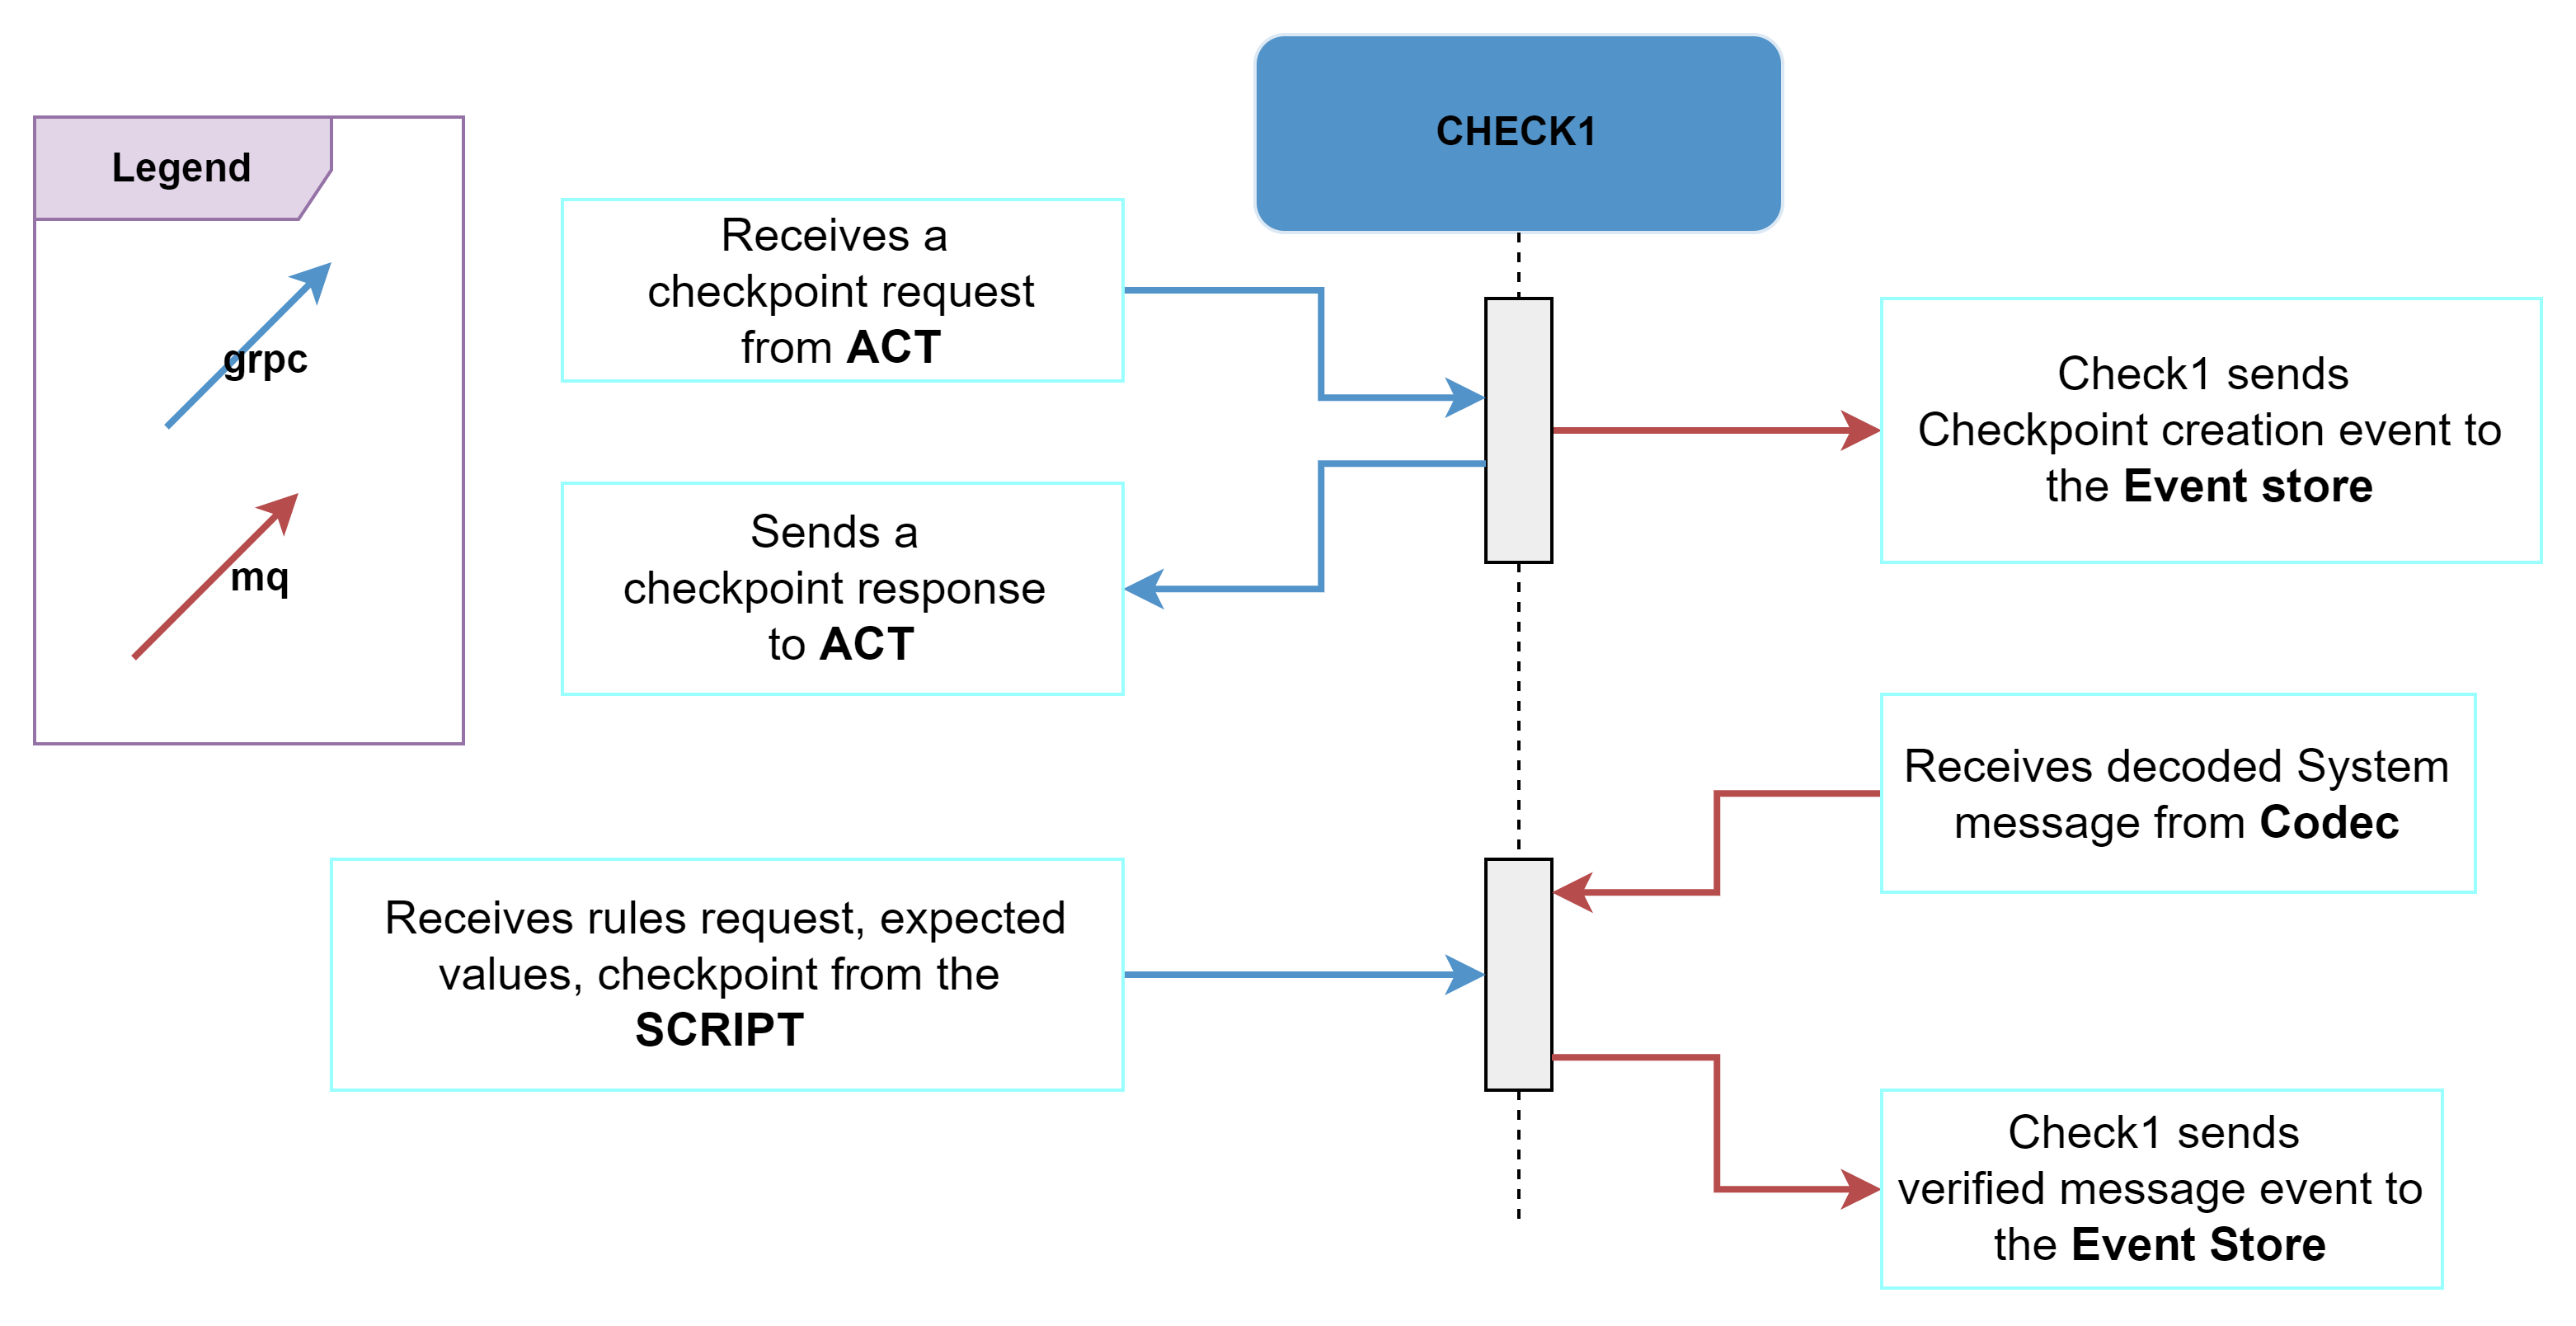 CHECK1
Legend
grpc
mq
Receives a
checkpoint request
from ACT
Check1 sends
Checkpoint creation event to
the Event store
Sends a
checkpoint response
to ACT
Receives decoded System
message from Codec
Receives rules request, expected
values, checkpoint from the
SCRIPT
Check1 sends
verified message event to
the Event Store